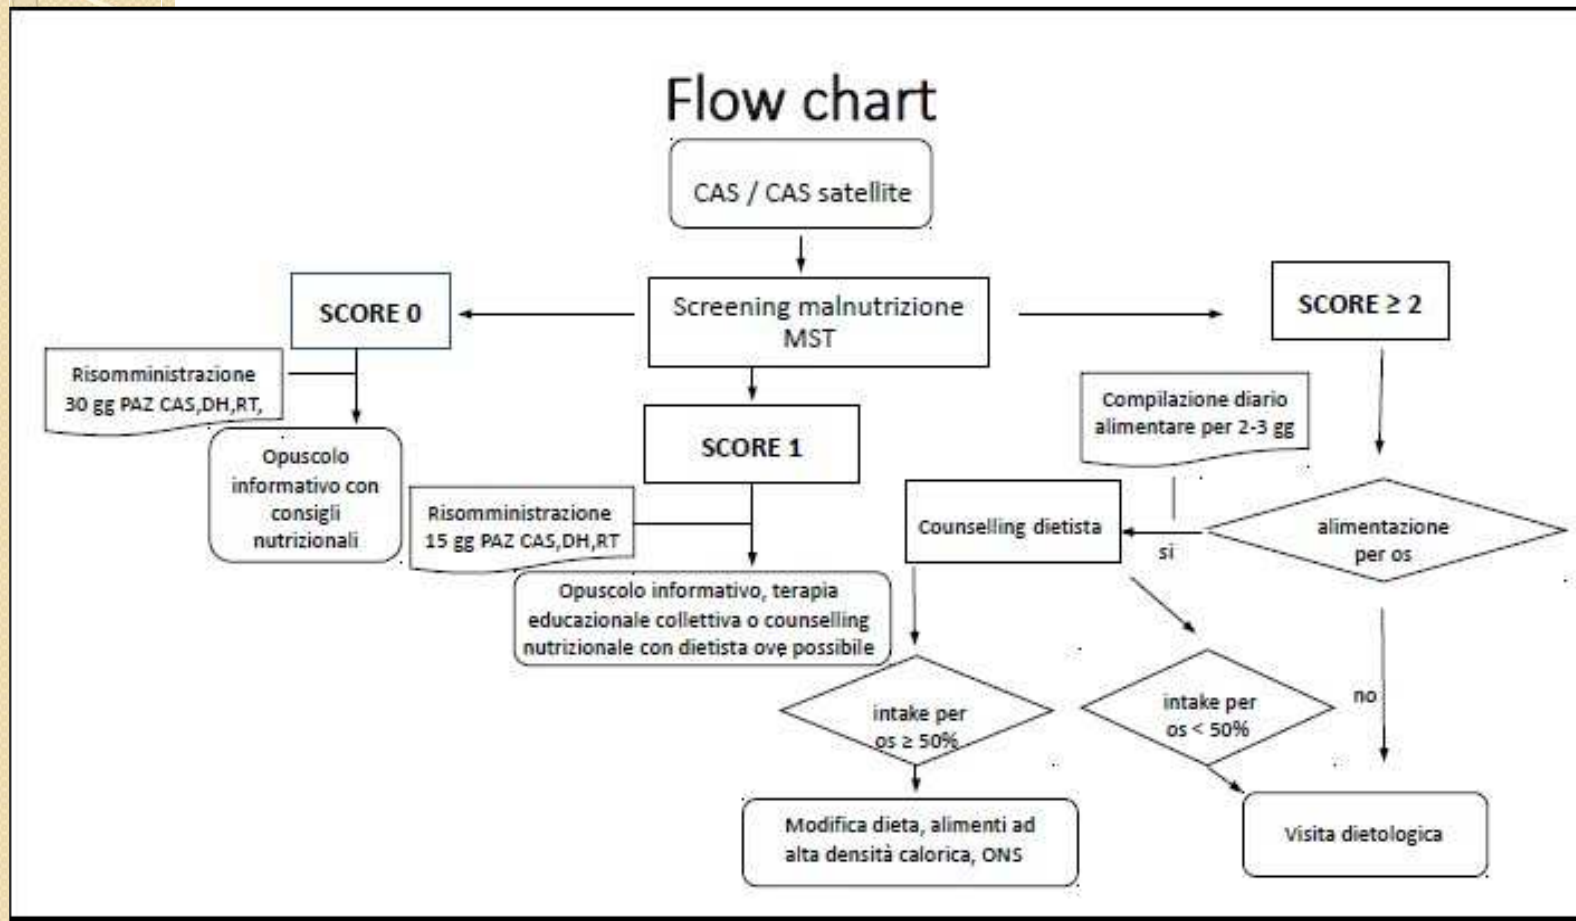 Flow chart
CAS / CAS satellite
SCORE 0
Screening malnutrizione
MST
SCORE ≥ 2
Risomministrazione
30 gg PAZ CAS,DH,RT,
Compilazione diario
alimentare per 2-3 gg
SCORE 1
Opuscolo
informativo con
consigli
nutrizionali
Risomministrazione
15 gg PAZ CAS,DH,RT
Counselling dietista
si
alimentazione
per os
Opuscolo informativo, terapia
educazionale collettiva o counselling
nutrizionale con dietista ove possibile
intake per
os ≥ 50%
intake per
os < 50%
no
Modifica dieta, alimenti ad
alta densità calorica, ONS
Visita dietologica